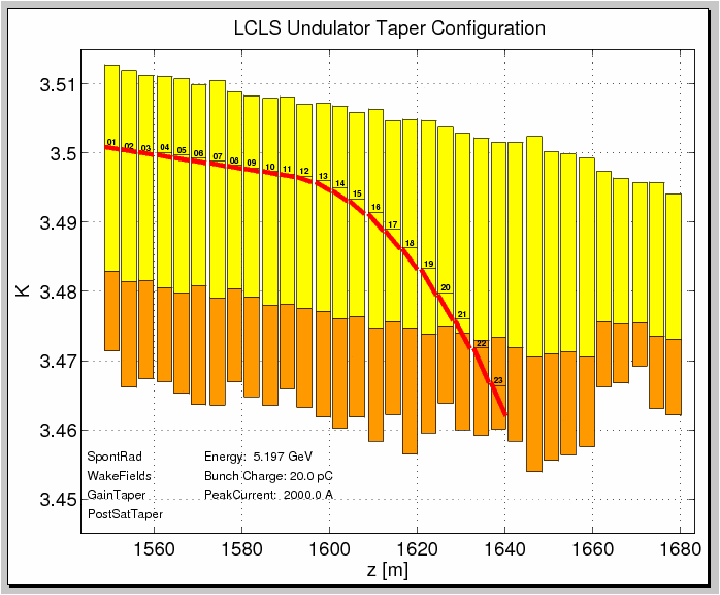 LCLS Undulator Taper Configuration
3.51
3.5
3.49
3.48
3.47
3.46
3.45
K
01 02 03 04 05 06 07 08 09 10 11 12 13 14 15 16 17 18 19 20 21 22 23
SpontRad Energy: 5.197 GeV
WakeFields Bunch Charge: 20.0 pC
GainTaper PeakCurrent: 2000.0 A
PostSatTaper
1560 1580 1600 1620 1640 1660 1680
z [m]